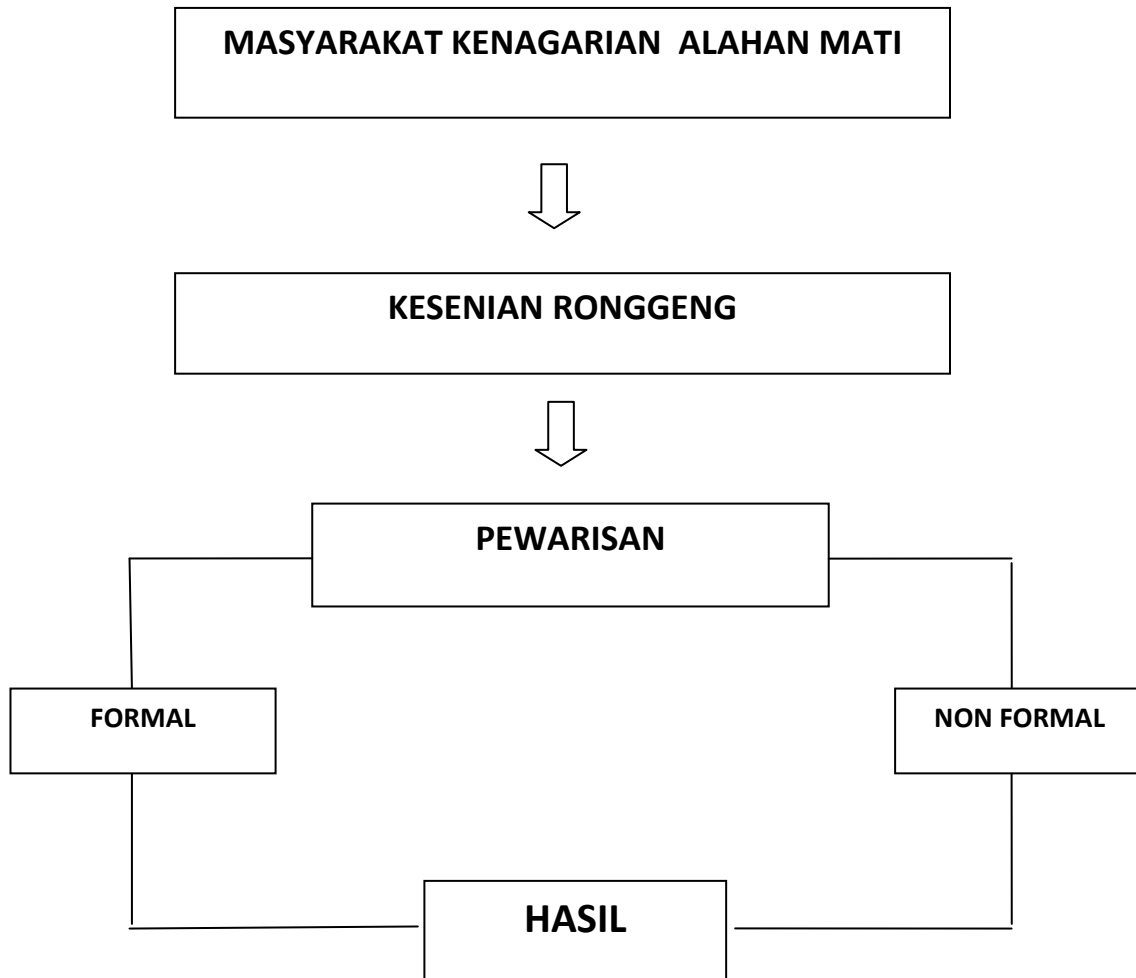 MASYARAKAT KENAGARIAN ALAHAN MATI
KESENIAN RONGGENG
PEWARISAN
FORMAL
NON FORMAL
HASIL